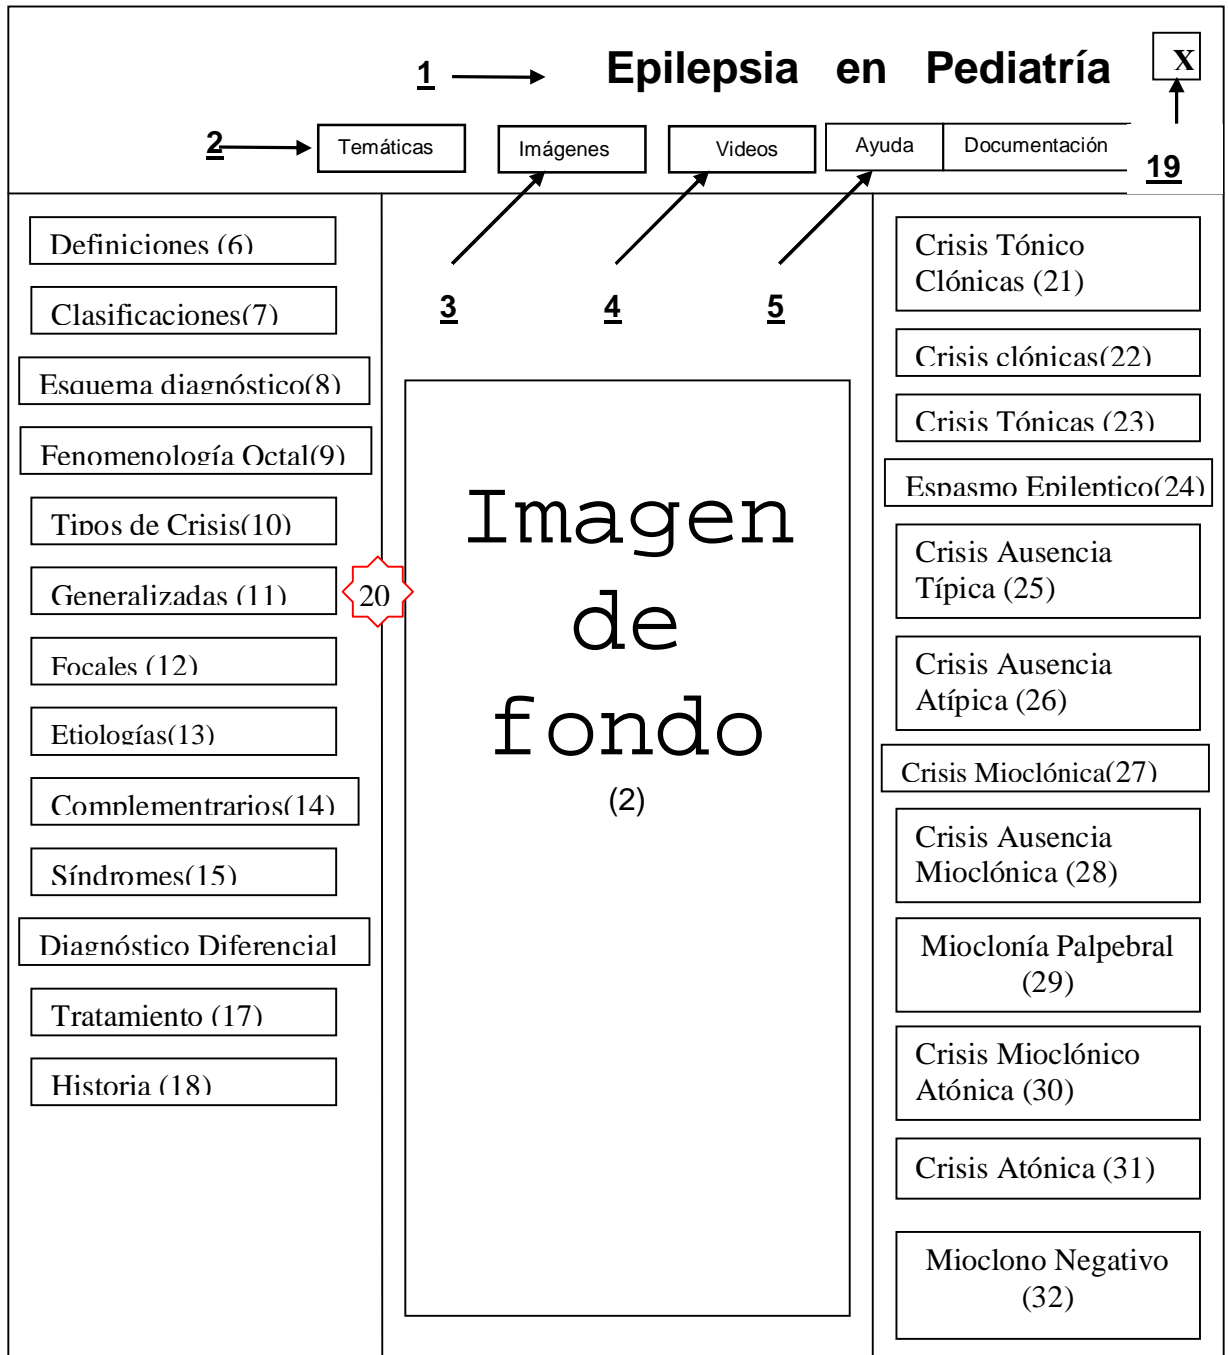 1 Epilepsia en Pediatría X
2 Temáticas Imágenes Videos Ayuda Documentación
19
3 4 5
Definiciones (6)
Clasificaciones(7)
Esquema diagnóstico(8)
Fenomenología Octal(9)
Tipos de Crisis(10)
Generalizadas (11)
20
Focales (12)
Etiologías(13)
Complementrarios(14)
Síndromes(15)
Diagnóstico Diferencial
Tratamiento (17)
Historia (18)
Imagen
de
fondo
(2)
Crisis Tónico
Clónicas (21)
Crisis clónicas(22)
Crisis Tónicas (23)
Espasmo Epileptico(24)
Crisis Ausencia
Típica (25)
Crisis Ausencia
Atípica (26)
Crisis Mioclónica(27)
Crisis Ausencia
Mioclónica (28)
Mioclonía Palpebral
(29)
Crisis Mioclónico
Atónica (30)
Crisis Atónica (31)
Mioclono Negativo
(32)